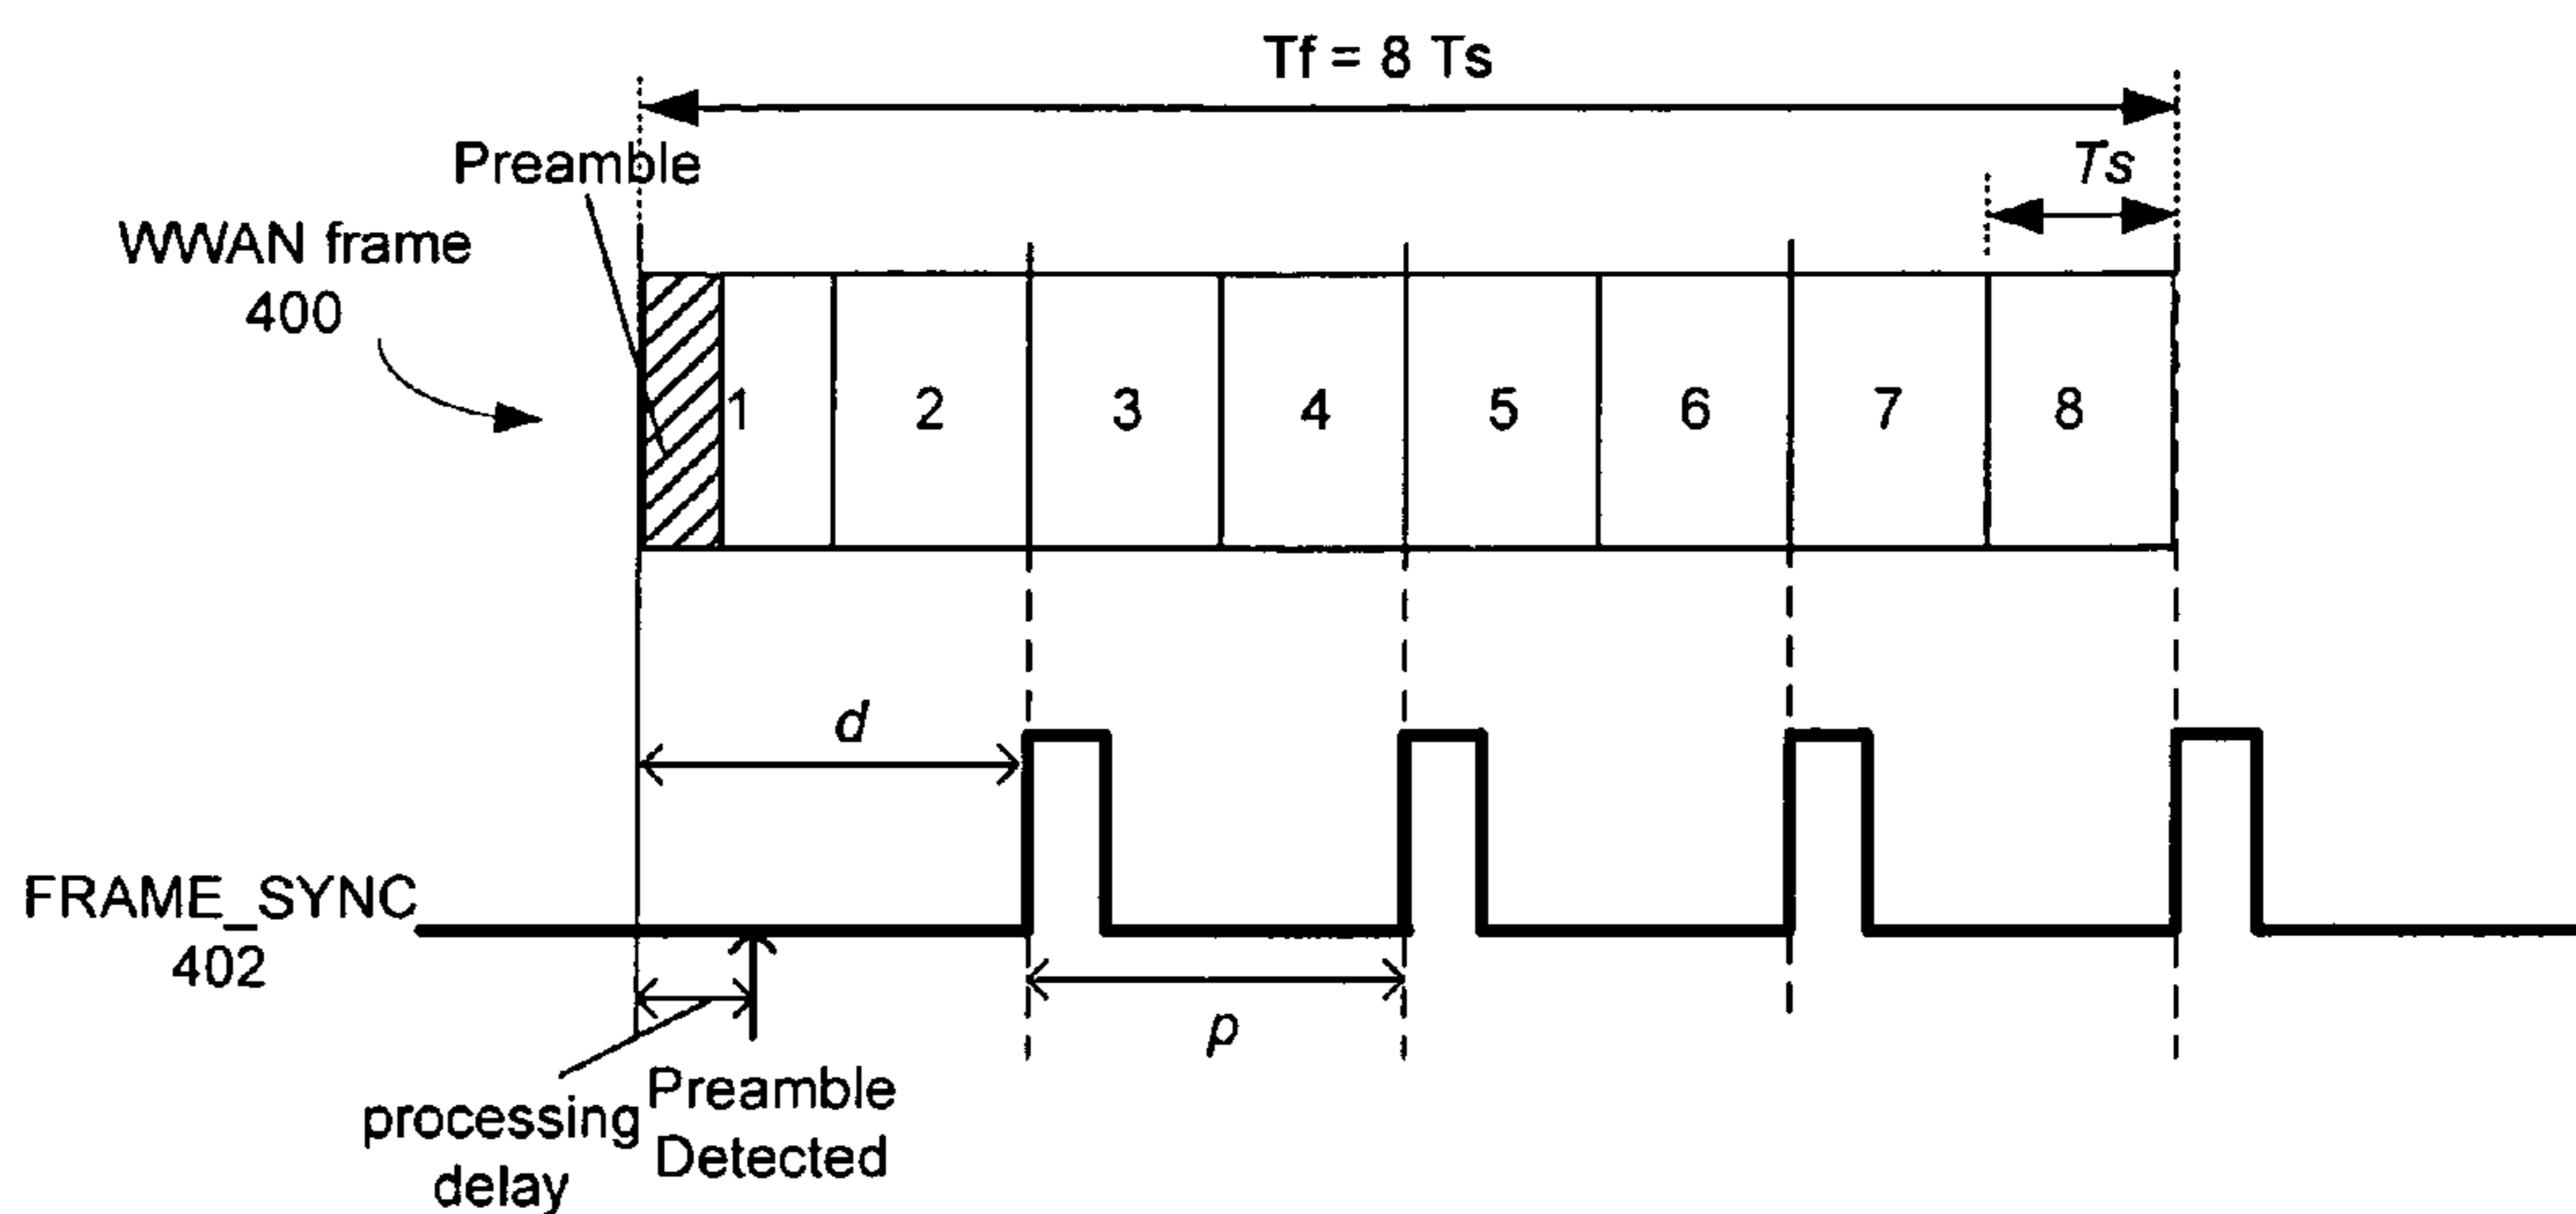 Tf = 8 Ts
Preamble
Ts
WWAN frame
400
1 2 3 4 5 6 7 8
d
FRAME_SYNC
402
p
processing
delay
Preamble
Detected